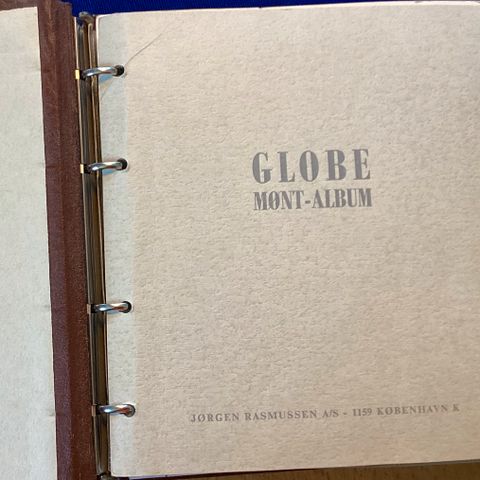 GLOBE
MØNT-ALBUM
JØRGEN RASMUSSEN A/S - 1159 KØBENHAVN K